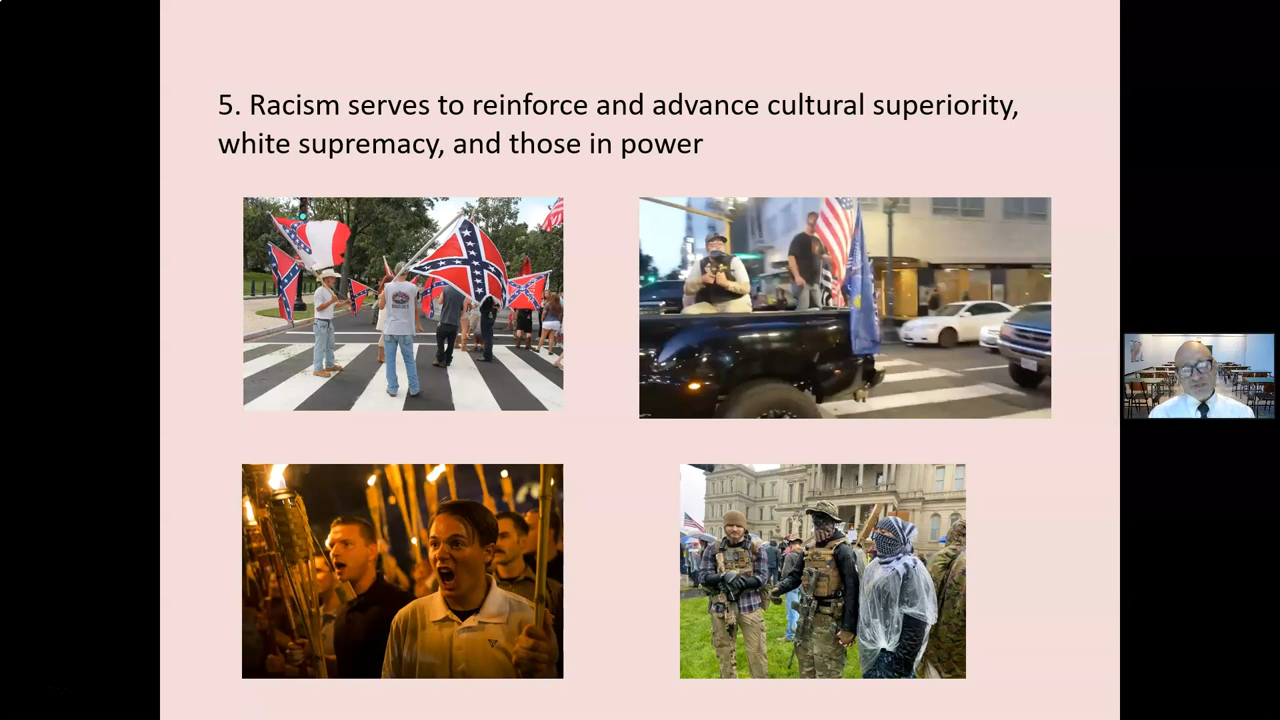 5. Racism serves to reinforce and advance cultural superiority,
white supremacy, and those in power